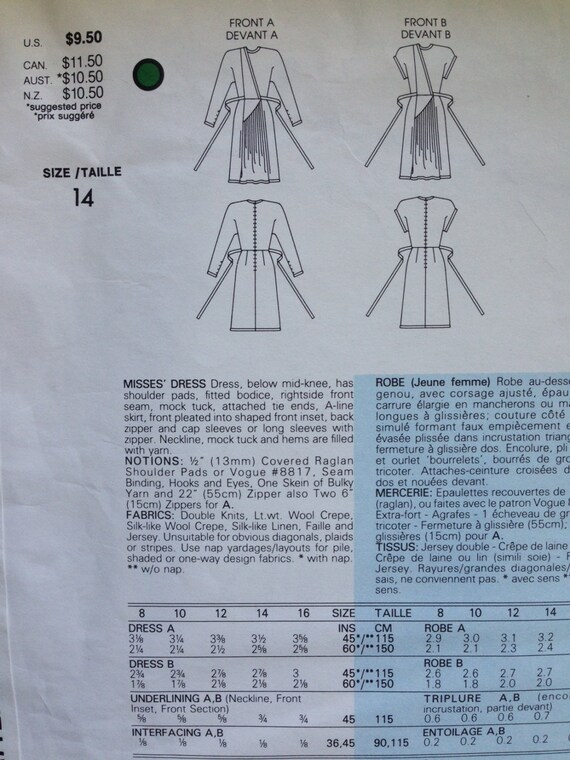 FRONT A
DEVANT A
FRONT B
DEVANT B
U.S. $9.50
CAN. $11.50
AUST. *$10.50
N.Z. $10.50
*suggested price
*prix suggéré
SIZE /TAILLE
14
MISSES' DRESS Dress, below mid-knee, has
shoulder pads, fitted bodice, rightside front
seam, mock tuck, attached tie ends, A-line
skirt, front pleated into shaped front inset, back
zipper and cap sleeves or long sleeves with
zipper. Neckline, mock tuck and hems are filled
with yarn.
NOTIONS: ½" (13mm) Covered Raglan
Shoulder Pads or Vogue #8817, Seam
Binding, Hooks and Eyes, One Skein of Bulky
Yarn and 22" (55cm) Zipper also Two 6"
(15cm) Zippers for A.
FABRICS: Double Knits, Lt.wt. Wool Crepe,
Silk-like Wool Crepe, Silk-like Linen, Faille and
Jersey. Unsuitable for obvious diagonals, plaids
or stripes. Use nap yardages/layouts for pile,
shaded or one-way design fabrics. * with nap.
** w/o nap.
ROBE (Jeune femme) Robe au-dess
genou, avec corsage ajusté, épau
carrure élargie en mancherons ou ma
longues à glissières; couture côté
simulé formant faux empiècement e
évasée plissée dans incrustation triang
fermeture à glissière dos. Encolure, pli
et ourlet 'bourrelets', bourrés de gro
tricoter. Attaches-ceinture croisées d
dos et nouées devant.
MERCERIE: Epaulettes recouvertes de
(raglan), ou faites avec le patron Vogue
Extra-fort - Agrafes - 1 écheveau de gr
tricoter - Fermeture à glissière (55cm);
glissières (15cm) pour A.
TISSUS: Jersey double - Crêpe de laine
Crêpe de laine ou lin (simili soie) - F
Jersey. Rayures/grandes diagonales/
sais, ne conviennent pas. * avec sens **
sens.
8 10 12 14 16 SIZE TAILLE 8 10 12 14
DRESS A INS CM ROBE A
3⅛ 3¼ 3⅜ 3½ 3⅝ 45*/**115 2.9 3.0 3.1 3.2
2¼ 2¼ 2½ 2⅝ 2⅝ 60*/**150 2.1 2.1 2.3 2.4
DRESS B ROBE B
2¾ 2¾ 2⅞ 2⅞ 3 45*/**115 2.6 2.6 2.7 2.7
1⅞ 1⅞ 2⅛ 2⅛ 2⅛ 60*/**150 1.8 1.8 2.0 2.0
UNDERLINING A,B (Neckline, Front
Inset, Front Section)
TRIPLURE A,B (enco
incrustation, partie devant)
⅝ ⅝ ⅝ ¾ ¾ 45 115 0.6 0.6 0.6 0.7
INTERFACING A,B ENTOILAGE A,B
⅛ ⅛ ⅛ ⅛ ⅛ 36,45 90,115 0.2 0.2 0.2 0.2 0